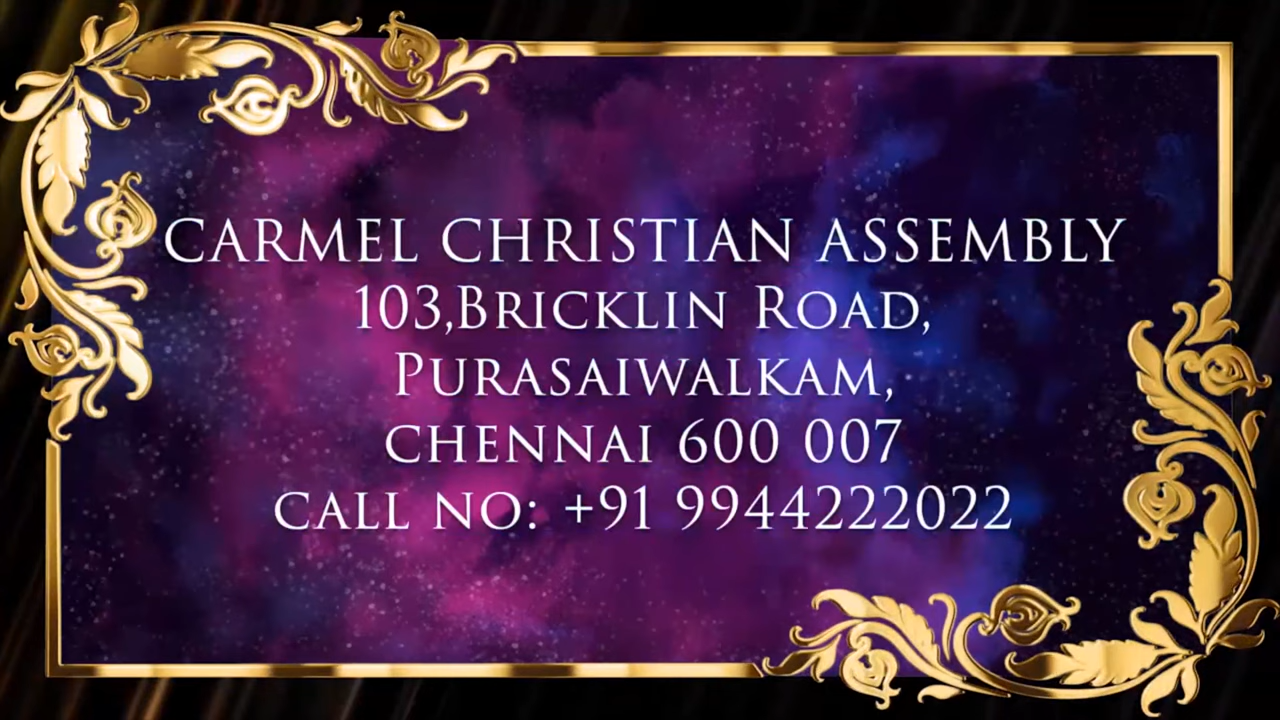 CARMEL CHRISTIAN ASSEMBLY
103,BRICKLIN ROAD,
PURASAIWALKAM,
CHENNAI 600 007
CALL NO: +91 9944222022